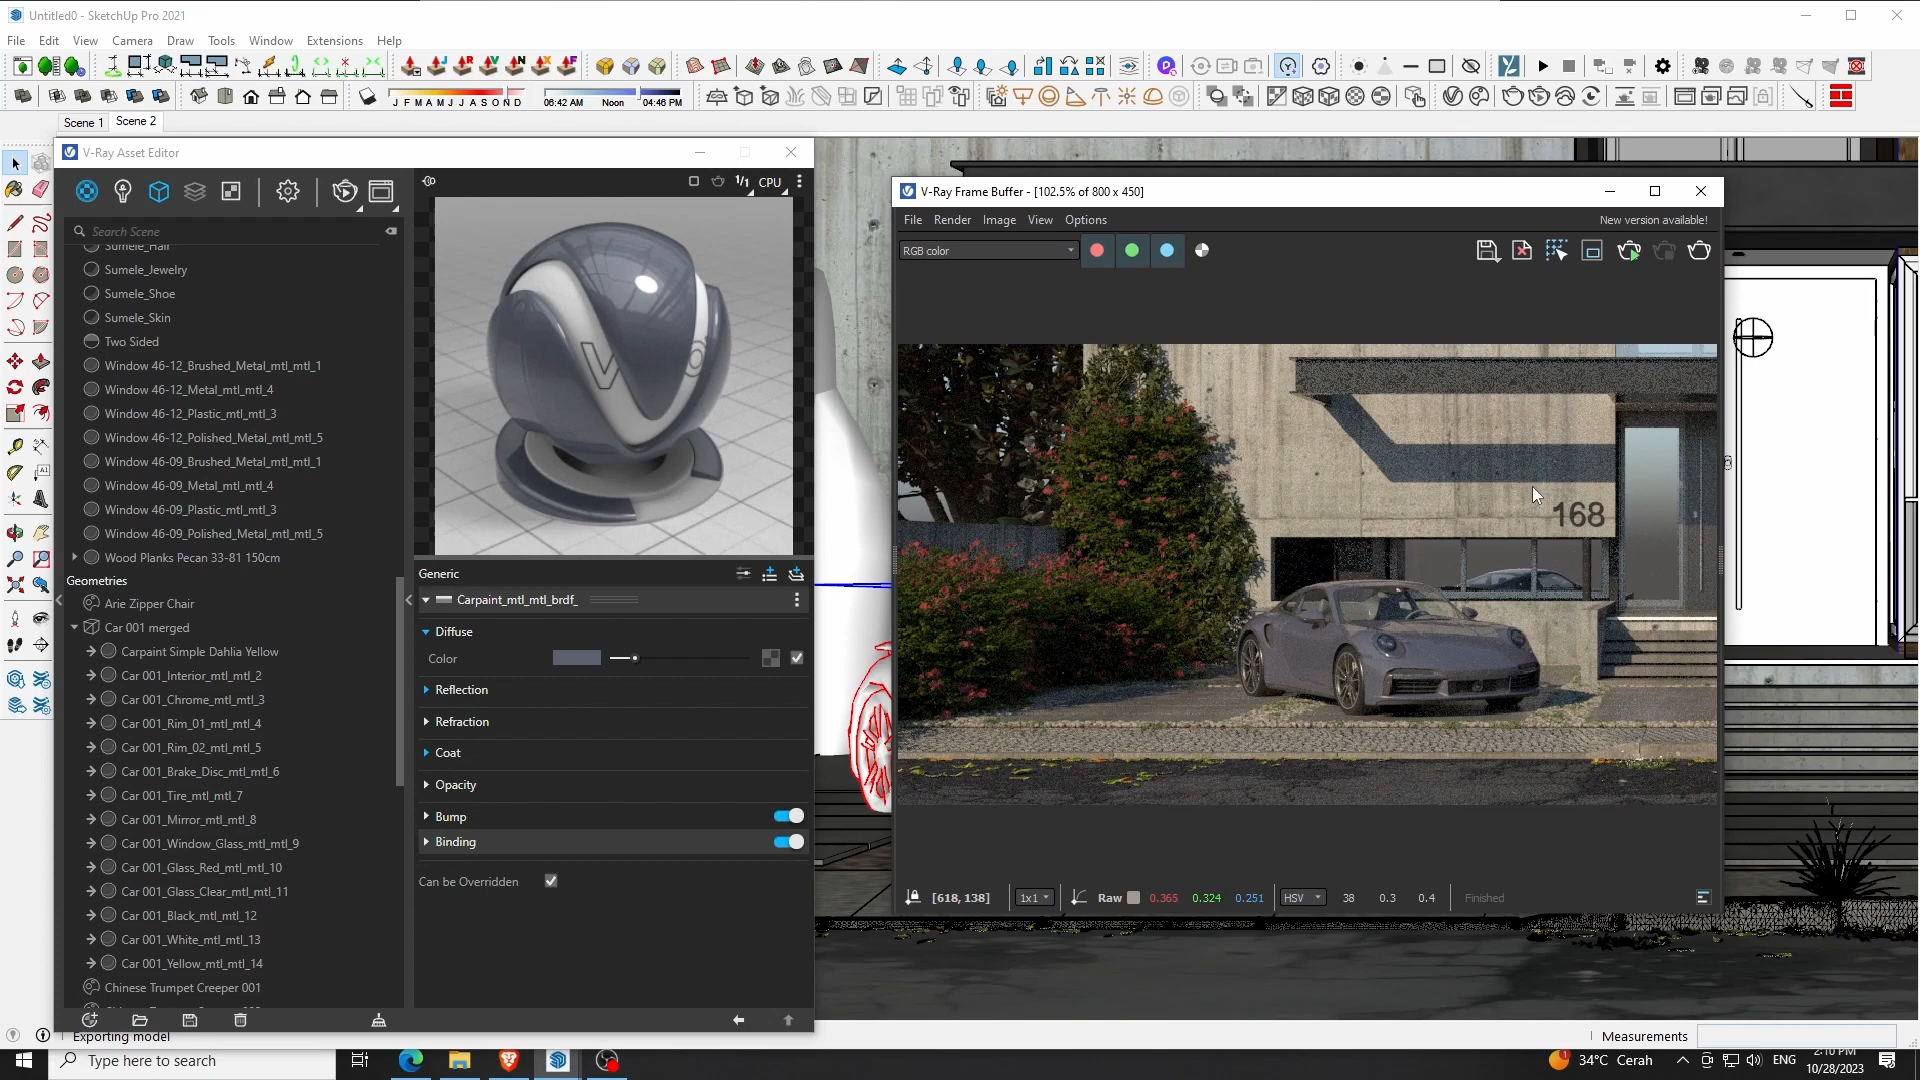 Untitled0 - SketchUp Pro 2021
File Edit View Camera Draw Tools Window Extensions Help
J F M A M J J A S O N D
06:42 AM Noon 04:46 PM
Scene 1
Scene 2
V-Ray Asset Editor
1/1 CPU
Search Scene
Sumele_Hair
Sumele_Jewelry
Sumele_Shoe
Sumele_Skin
Two Sided
Window 46-12_Brushed_Metal_mtl_mtl_1
Window 46-12_Metal_mtl_mtl_4
Window 46-12_Plastic_mtl_mtl_3
Window 46-12_Polished_Metal_mtl_mtl_5
Window 46-09_Brushed_Metal_mtl_mtl_1
Window 46-09_Metal_mtl_mtl_4
Window 46-09_Plastic_mtl_mtl_3
Window 46-09_Polished_Metal_mtl_mtl_5
Wood Planks Pecan 33-81 150cm
Geometries
Arie Zipper Chair
Car 001 merged
Carpaint Simple Dahlia Yellow
Car 001_Interior_mtl_mtl_2
Car 001_Chrome_mtl_mtl_3
Car 001_Rim_01_mtl_mtl_4
Car 001_Rim_02_mtl_mtl_5
Car 001_Brake_Disc_mtl_mtl_6
Car 001_Tire_mtl_mtl_7
Car 001_Mirror_mtl_mtl_8
Car 001_Window_Glass_mtl_mtl_9
Car 001_Glass_Red_mtl_mtl_10
Car 001_Glass_Clear_mtl_mtl_11
Car 001_Black_mtl_mtl_12
Car 001_White_mtl_mtl_13
Car 001_Yellow_mtl_mtl_14
Chinese Trumpet Creeper 001
Generic
Carpaint_mtl_mtl_brdf_
Diffuse
Color
Reflection
Refraction
Coat
Opacity
Bump
Binding
Can be Overridden
V-Ray Frame Buffer - [102.5% of 800 x 450]
File Render Image View Options
New version available!
RGB color
168
[618, 138]
1x1
Raw
0.365 0.324 0.251
HSV
38 0.3 0.4
Finished
Exporting model
Measurements
Type here to search
34°C Cerah
ENG
2:10 PM
10/28/2023